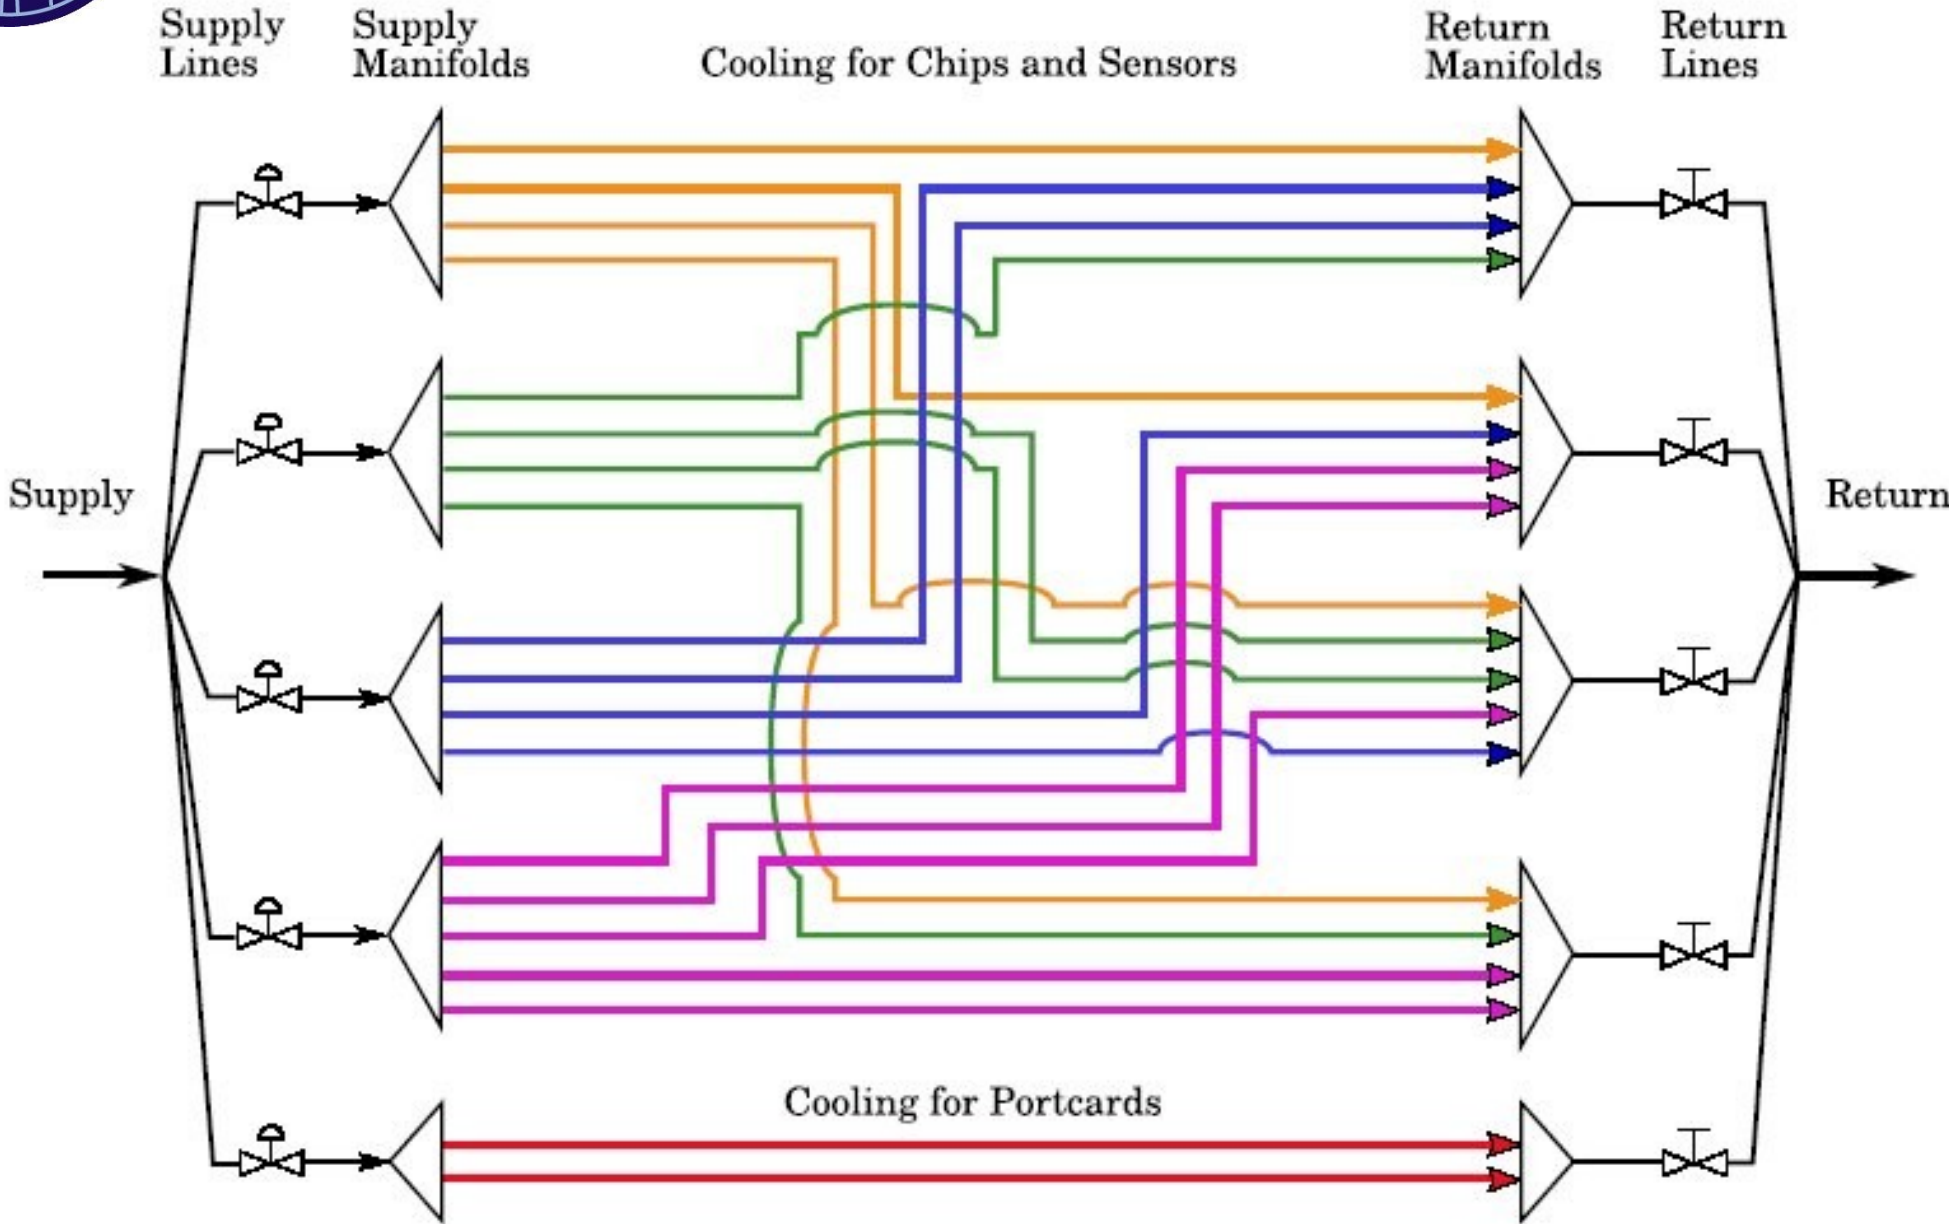 Supply
Lines
Supply
Manifolds
Cooling for Chips and Sensors
Return
Manifolds
Return
Lines
Supply
Return
Cooling for Portcards